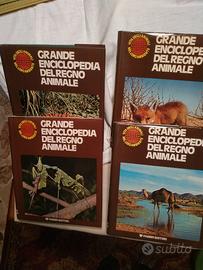 GRANDE
ENCICLOPEDIA
DEL REGNO
ANIMALE
GRANDE
ENCICLOPEDIA
DEL REGNO
ANIMALE
GRANDE
ENCICLOPEDIA
DEL REGNO
ANIMALE
GRANDE
ENCICLOPEDIA
DEL REGNO
ANIMALE
subito